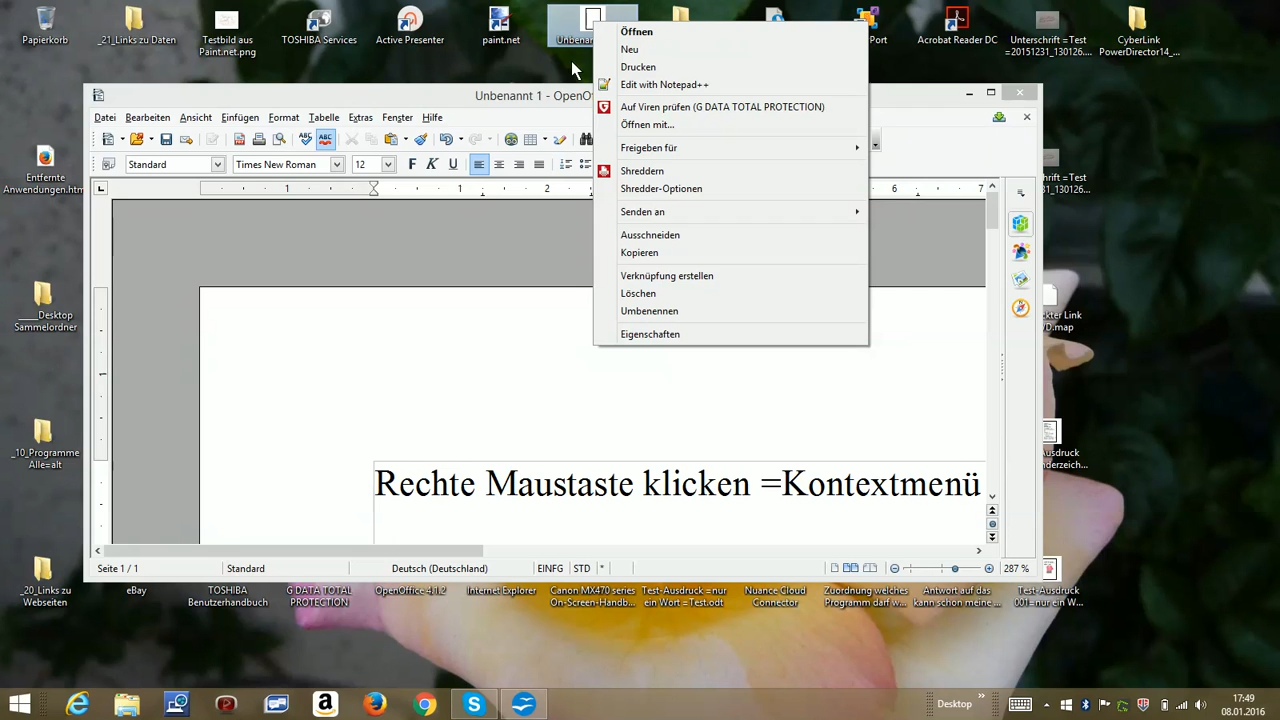 Papierkorb
_21_Links zu Daten
Testbild aus
Paint.net.png
TOSHIBA Services
Active Presenter
paint.net
Port
Acrobat Reader DC
Unterschrift =Test
=20151231_130126...
CyberLink
PowerDirector14_...
Öffnen
Neu
Drucken
Edit with Notepad++
Auf Viren prüfen (G DATA TOTAL PROTECTION)
Öffnen mit...
Freigeben für
Shreddern
Shredder-Optionen
Senden an
Ausschneiden
Kopieren
Verknüpfung erstellen
Löschen
Umbenennen
Eigenschaften
Unbenannt 1 - OpenOf
Datei Bearbeiten Ansicht Einfügen Format Tabelle Extras Fenster Hilfe
Standard Times New Roman 12 F K U
1 1 2 6 7
Entfernte
Anwendungen.htm
____Desktop
Sammelordner
_10_Programme
Alle=alt
Rechte Maustaste klicken =Kontextmenü
Seite 1 / 1 Standard Deutsch (Deutschland) EINFG STD * 287 %
_20_Links zu
Webseiten
eBay
TOSHIBA
Benutzerhandbuch
G DATA TOTAL
PROTECTION
OpenOffice 4.1.2
Internet Explorer
Canon MX470 series
On-Screen-Handb...
Test-Ausdruck =nur
ein Wort =Test.odt
Nuance Cloud
Connector
Zuordnung welches
Programm darf w...
Antwort auf das
kann schon meine ...
Test-Ausdruck
001=nur ein W...
Desktop
17:49
08.01.2016